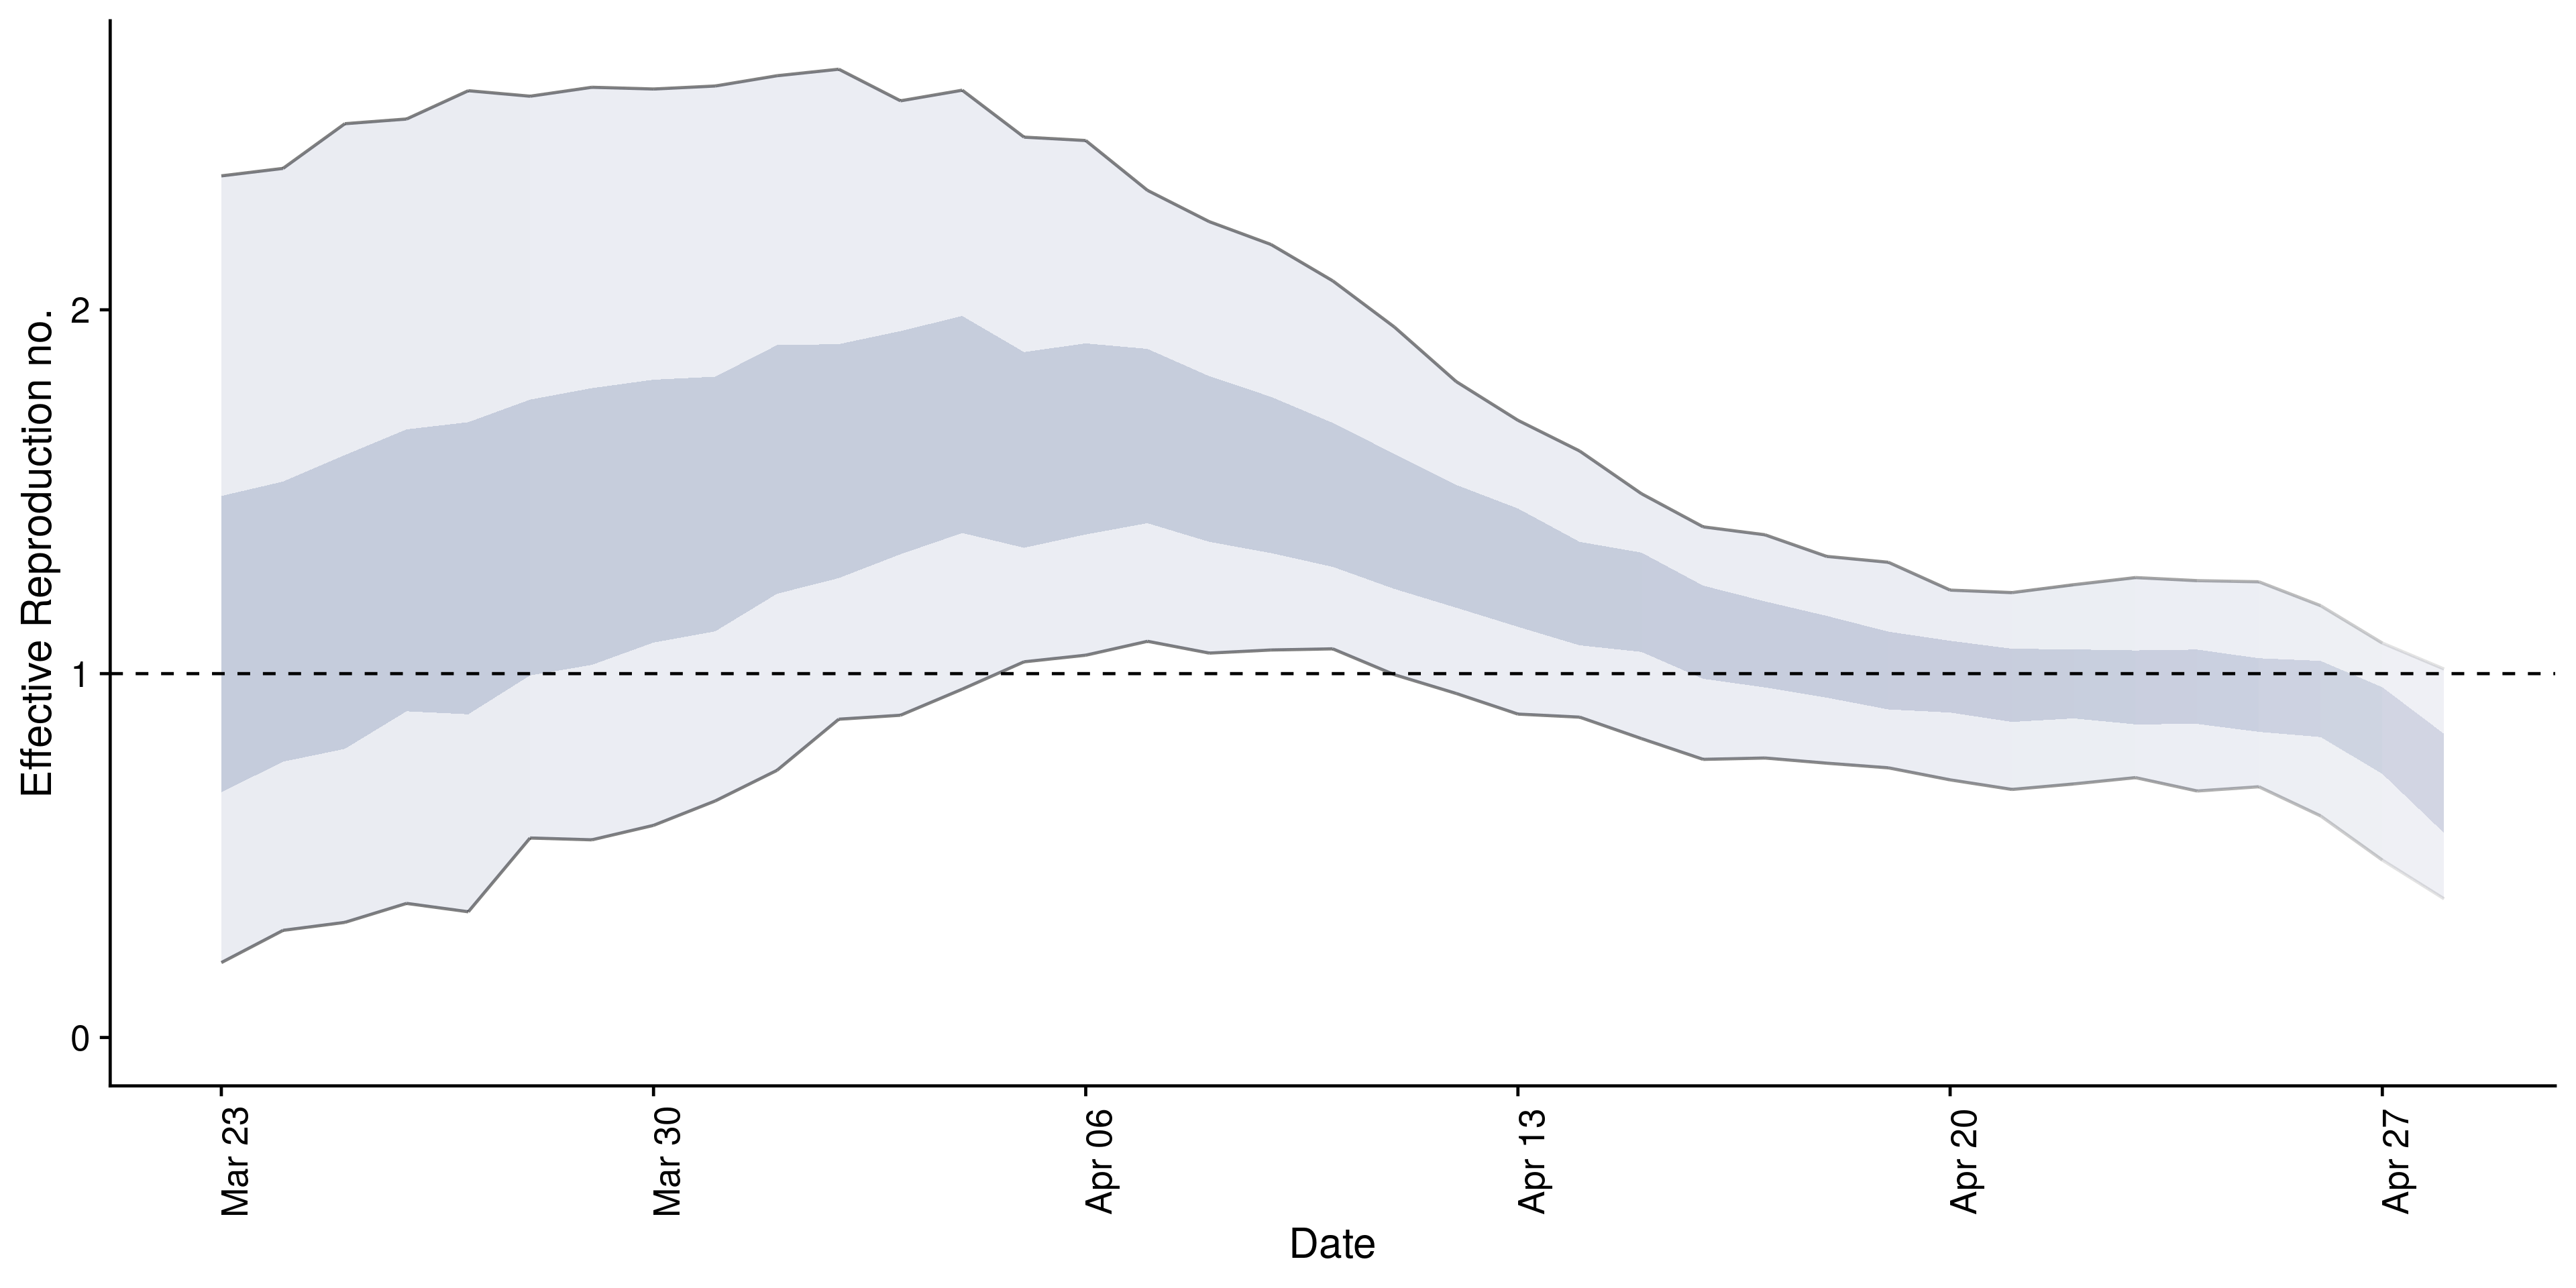 Effective Reproduction no.
2
1
0
Mar 23
Mar 30
Apr 06
Apr 13
Apr 20
Apr 27
Date